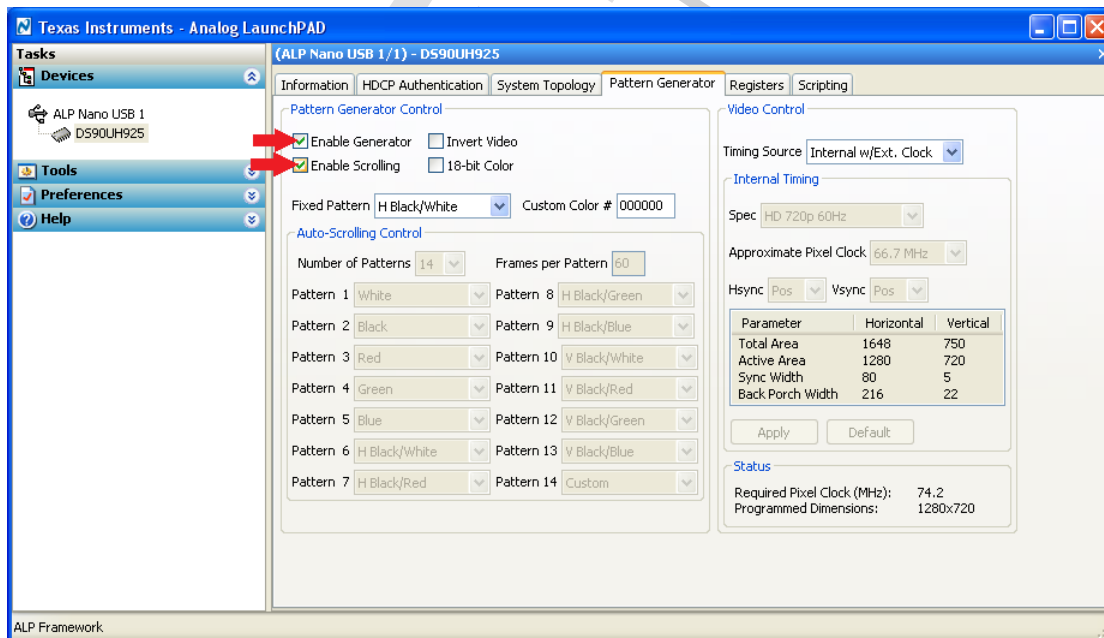 Texas Instruments - Analog LaunchPAD
Tasks
Devices
ALP Nano USB 1
DS90UH925
Tools
Preferences
Help
(ALP Nano USB 1/1) - DS90UH925
Information HDCP Authentication System Topology Pattern Generator Registers Scripting
Pattern Generator Control
Enable Generator Invert Video
Enable Scrolling 18-bit Color
Fixed Pattern H Black/White Custom Color # 000000
Auto-Scrolling Control
Number of Patterns 14 Frames per Pattern 60
Pattern 1 White Pattern 8 H Black/Green
Pattern 2 Black Pattern 9 H Black/Blue
Pattern 3 Red Pattern 10 V Black/White
Pattern 4 Green Pattern 11 V Black/Red
Pattern 5 Blue Pattern 12 V Black/Green
Pattern 6 H Black/White Pattern 13 V Black/Blue
Pattern 7 H Black/Red Pattern 14 Custom
Video Control
Timing Source Internal w/Ext. Clock
Internal Timing
Spec HD 720p 60Hz
Approximate Pixel Clock 66.7 MHz
Hsync Pos Vsync Pos
Parameter Horizontal Vertical
Total Area 1648 750
Active Area 1280 720
Sync Width 80 5
Back Porch Width 216 22
Apply Default
Status
Required Pixel Clock (MHz): 74.2
Programmed Dimensions: 1280x720
ALP Framework